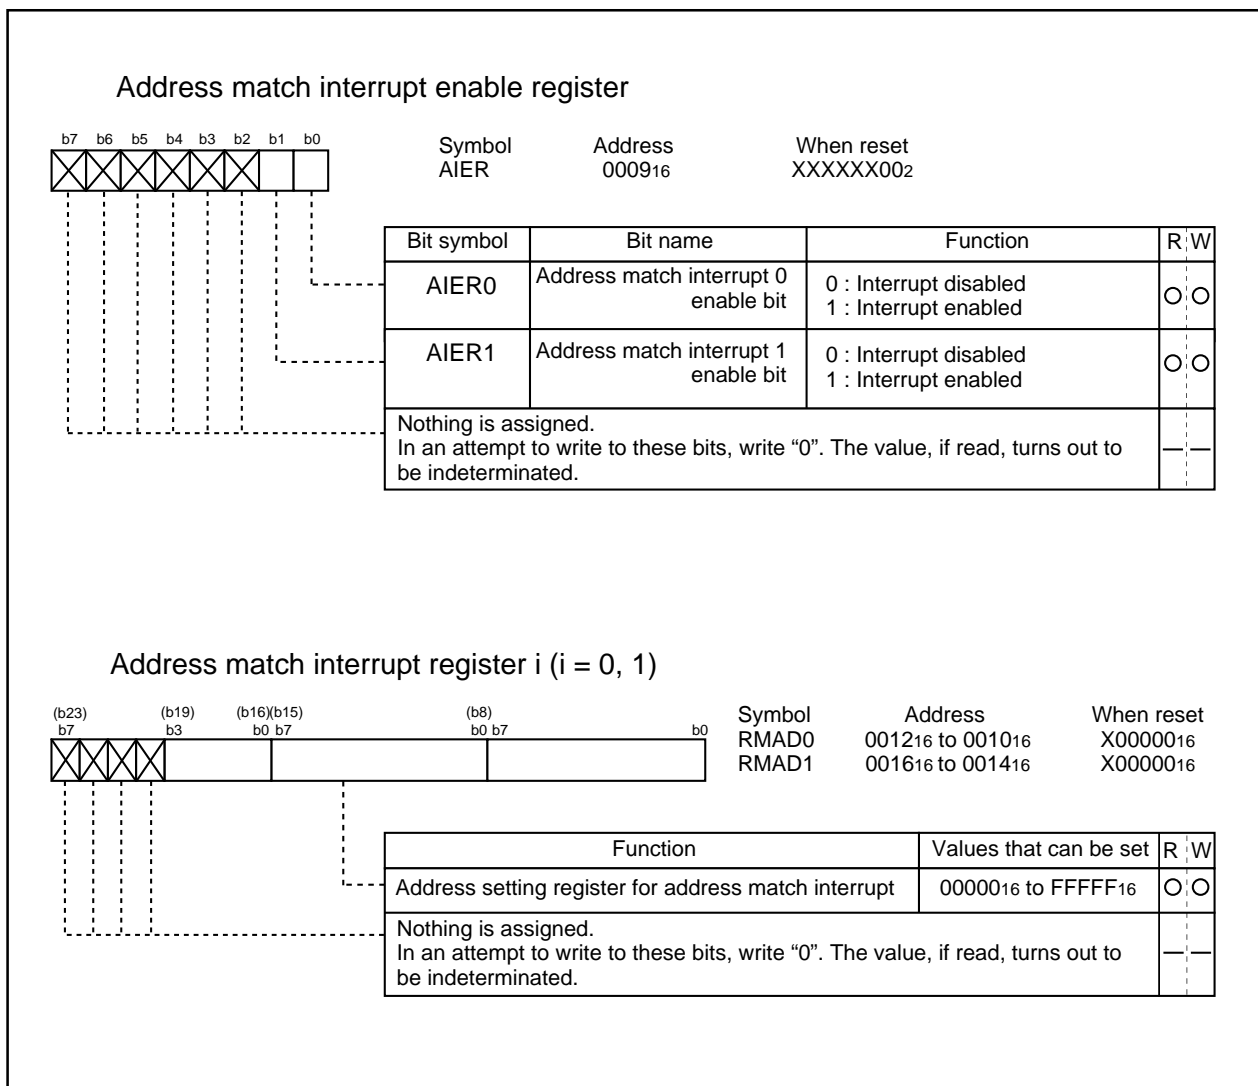 Address match interrupt enable register
b7 b6 b5 b4 b3 b2 b1 b0
Symbol Address When reset
AIER 000916 XXXXXX002
Bit symbol Bit name Function R W
AIER0 Address match interrupt 0 enable bit 0 : Interrupt disabled
1 : Interrupt enabled
AIER1 Address match interrupt 1 enable bit 0 : Interrupt disabled
1 : Interrupt enabled
Nothing is assigned.
In an attempt to write to these bits, write “0”. The value, if read, turns out to
be indeterminated.
Address match interrupt register i (i = 0, 1)
(b23) (b19) (b16)(b15) (b8)
b7 b3 b0 b7 b0 b7 b0
Symbol Address When reset
RMAD0 001216 to 001016 X0000016
RMAD1 001616 to 001416 X0000016
Function Values that can be set R W
Address setting register for address match interrupt 0000016 to FFFFF16
Nothing is assigned.
In an attempt to write to these bits, write “0”. The value, if read, turns out to
be indeterminated.